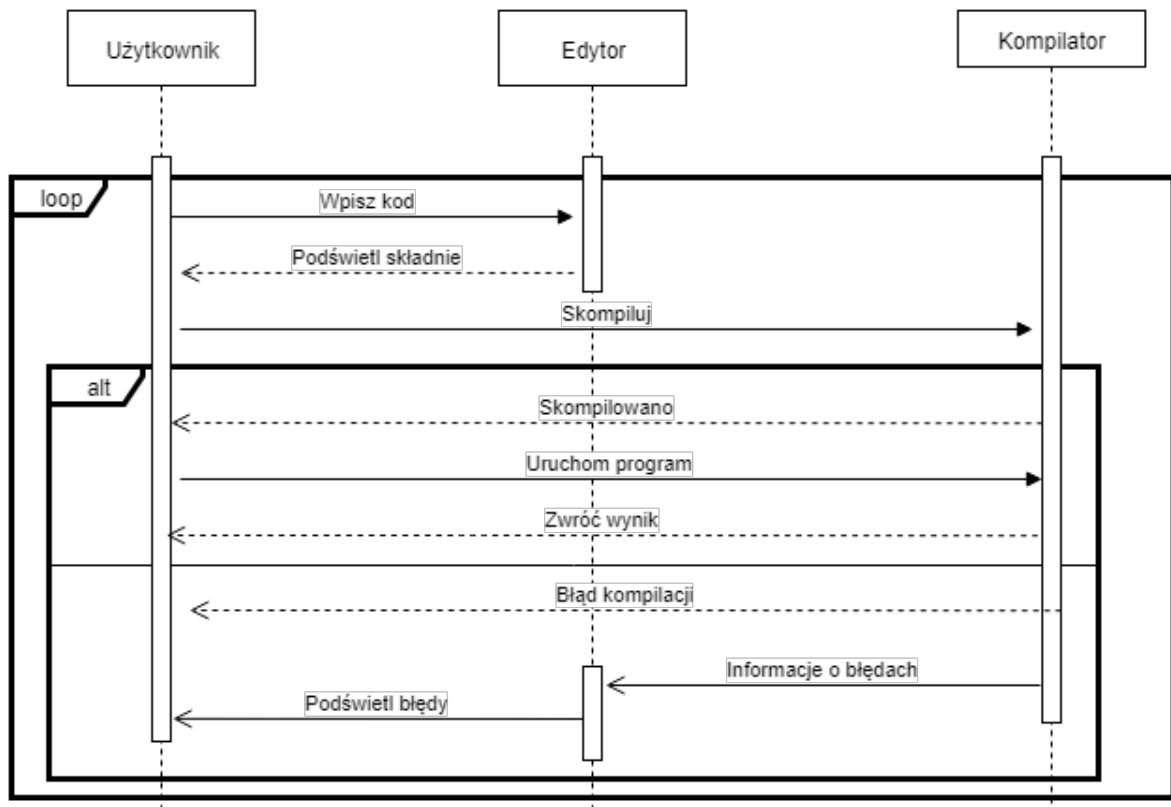 Użytkownik
Edytor
Kompilator
loop
Wpisz kod
Podświetl składnie
Skompiluj
alt
Skompilowano
Uruchom program
Zwróć wynik
Błąd kompilacji
Informacje o błędach
Podświetl błędy